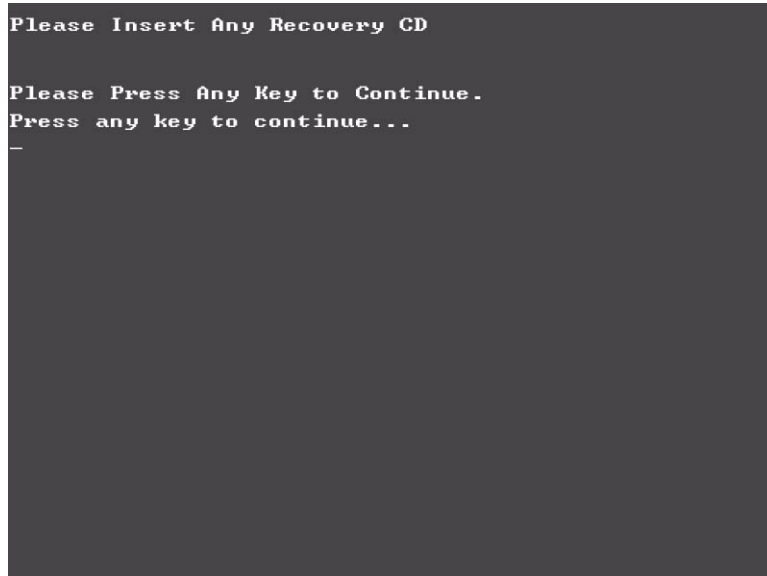 Please Insert Any Recovery CD
Please Press Any Key to Continue.
Press any key to continue...
_